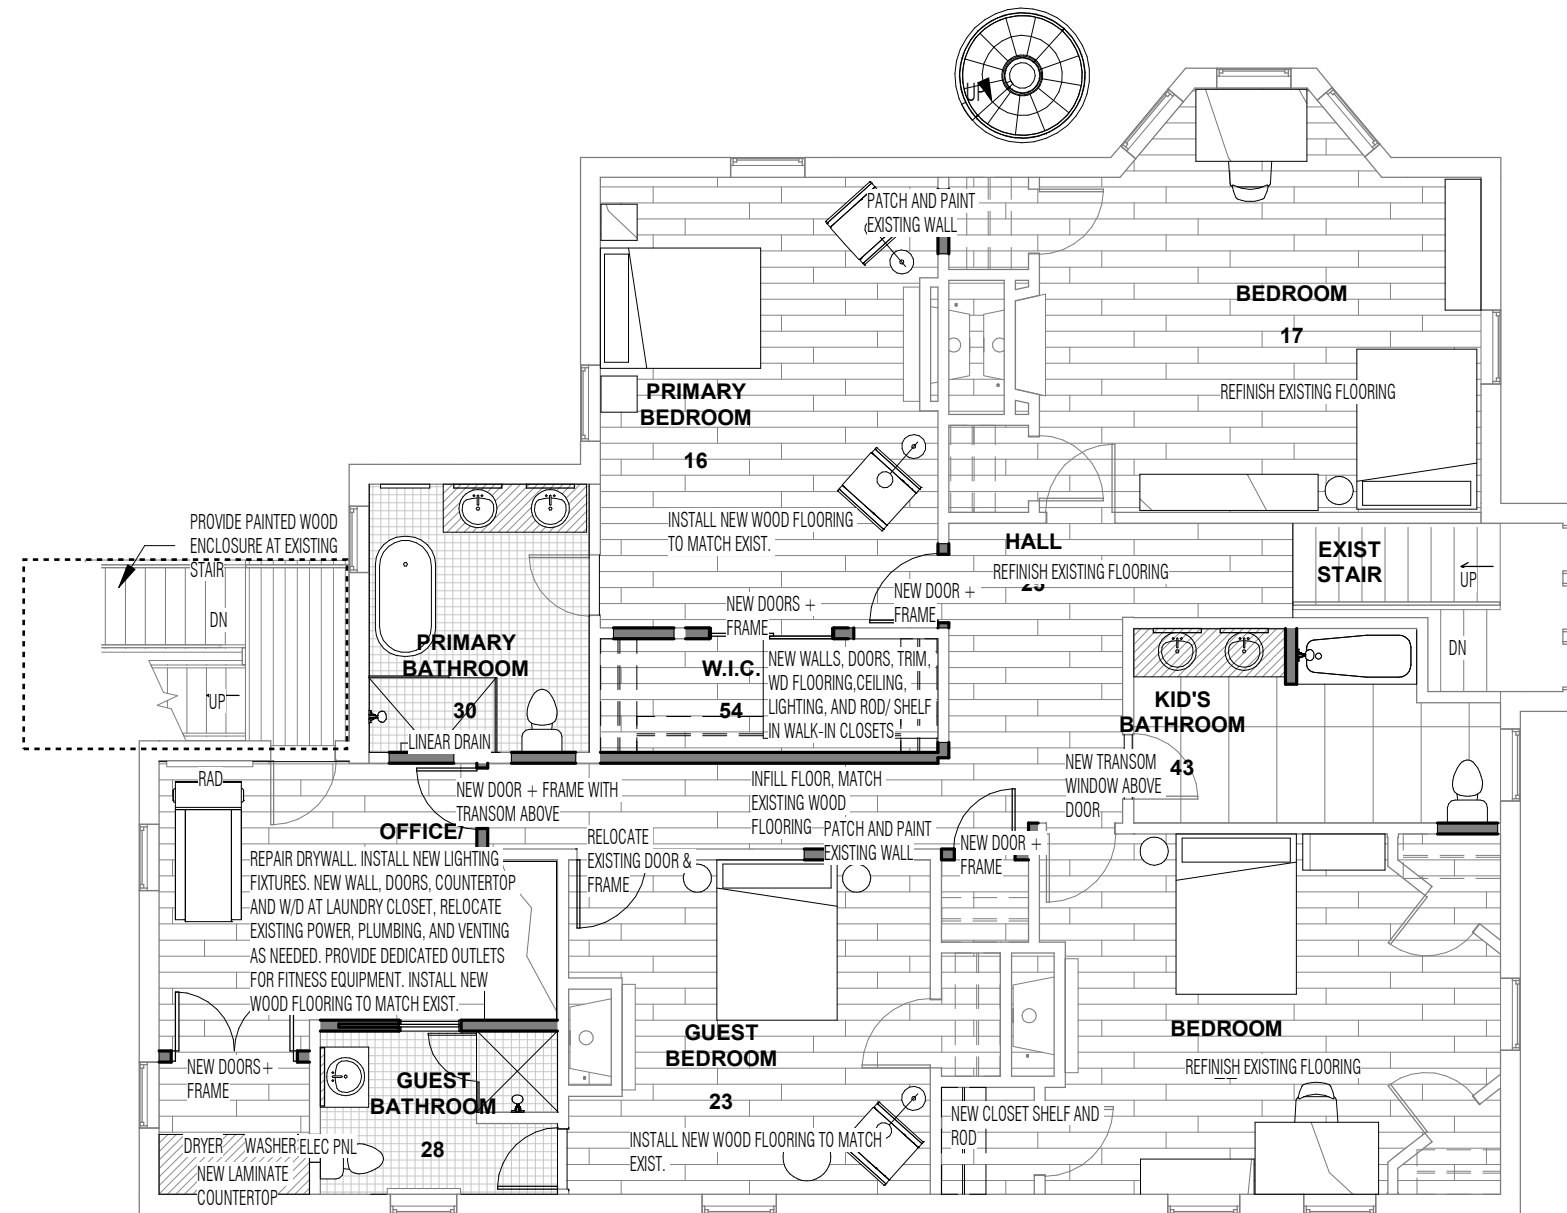 UP
PATCH AND PAINT
EXISTING WALL
BEDROOM
17
REFINISH EXISTING FLOORING
PRIMARY
BEDROOM
16
INSTALL NEW WOOD FLOORING
TO MATCH EXIST.
PROVIDE PAINTED WOOD
ENCLOSURE AT EXISTING
STAIR
DN
UP
HALL
REFINISH EXISTING FLOORING
EXIST
STAIR
UP
DN
NEW DOOR +
FRAME
NEW DOORS +
FRAME
PRIMARY
BATHROOM
30
LINEAR DRAIN
W.I.C.
54
NEW WALLS, DOORS, TRIM,
WD FLOORING,CEILING,
LIGHTING, AND ROD/ SHELF
IN WALK-IN CLOSETS
KID'S
BATHROOM
43
NEW TRANSOM
WINDOW ABOVE
DOOR
RAD
NEW DOOR + FRAME WITH
TRANSOM ABOVE
INFILL FLOOR, MATCH
EXISTING WOOD
FLOORING
OFFICE/
RELOCATE
EXISTING DOOR &
FRAME
PATCH AND PAINT
EXISTING WALL
NEW DOOR +
FRAME
REPAIR DRYWALL. INSTALL NEW LIGHTING
FIXTURES. NEW WALL, DOORS, COUNTERTOP
AND W/D AT LAUNDRY CLOSET, RELOCATE
EXISTING POWER, PLUMBING, AND VENTING
AS NEEDED. PROVIDE DEDICATED OUTLETS
FOR FITNESS EQUIPMENT. INSTALL NEW
WOOD FLOORING TO MATCH EXIST.
GUEST
BEDROOM
23
INSTALL NEW WOOD FLOORING TO MATCH
EXIST.
BEDROOM
REFINISH EXISTING FLOORING
NEW CLOSET SHELF AND
ROD
NEW DOORS+
FRAME
GUEST
BATHROOM
28
DRYER
WASHER
ELEC PNL
NEW LAMINATE
COUNTERTOP